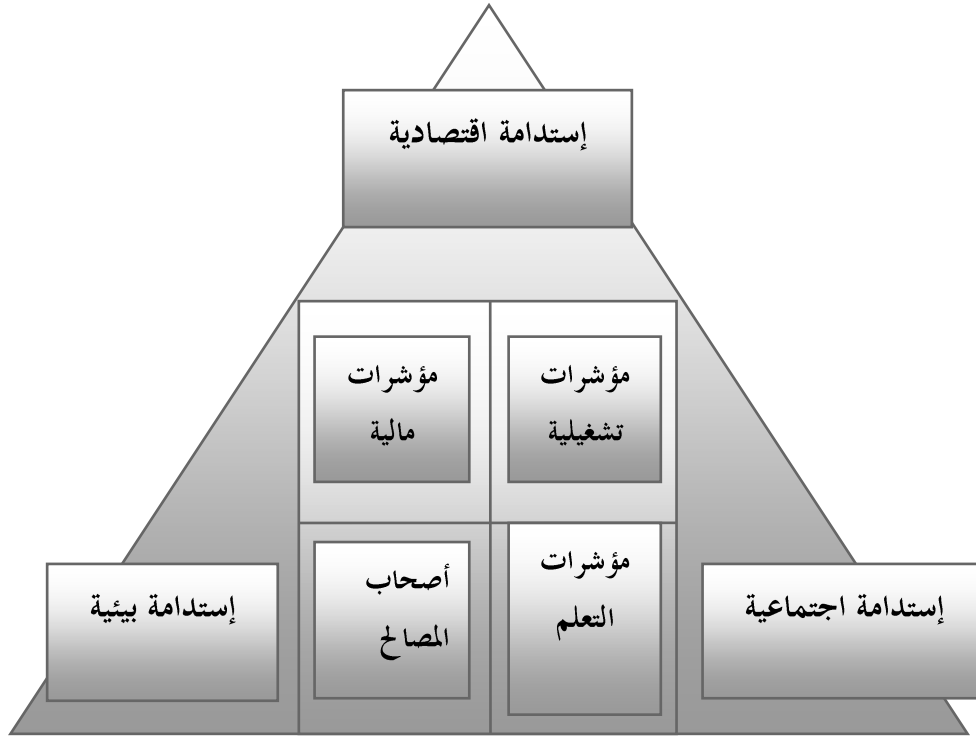 إستدامة اقتصادية
مؤشرات
تشغيلية
مؤشرات
مالية
مؤشرات
التعلم
أصحاب
المصالح
إستدامة اجتماعية
إستدامة بيئية